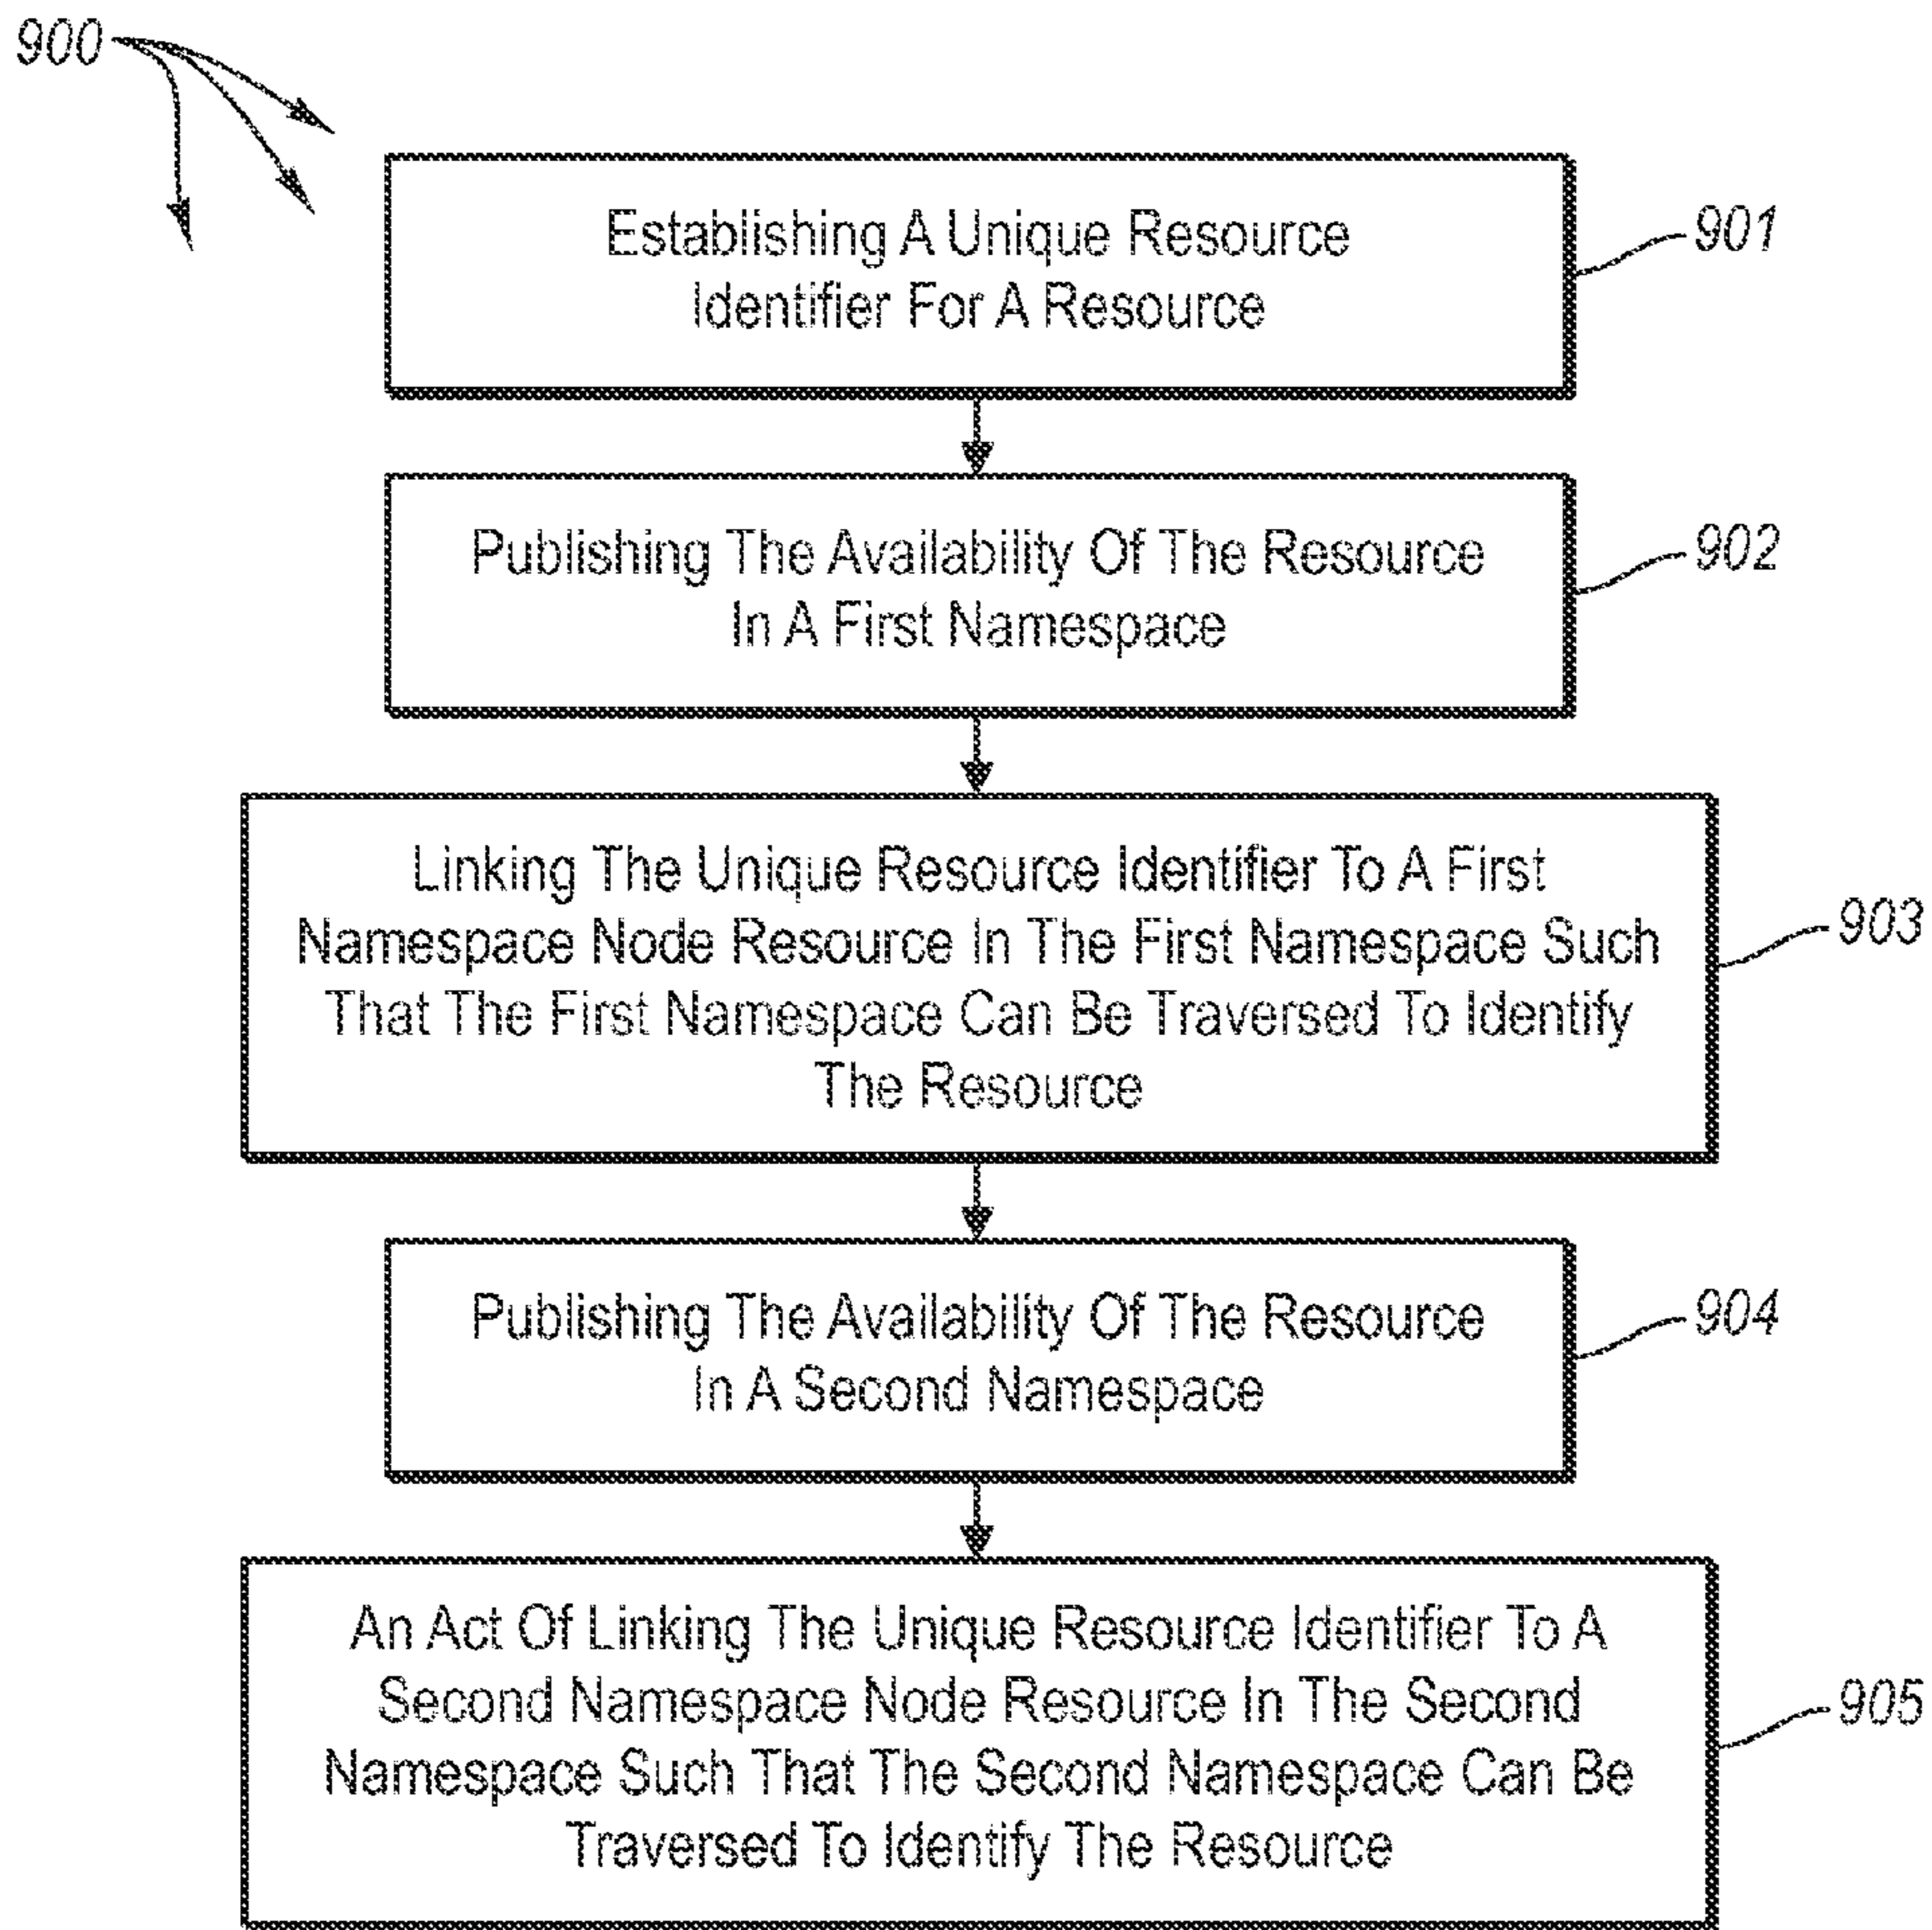 900
Establishing A Unique Resource
Identifier For A Resource
901
Publishing The Availability Of The Resource
In A First Namespace
902
Linking The Unique Resource Identifier To A First
Namespace Node Resource In The First Namespace Such
That The First Namespace Can Be Traversed To Identify
The Resource
903
Publishing The Availability Of The Resource
In A Second Namespace
904
An Act Of Linking The Unique Resource Identifier To A
Second Namespace Node Resource In The Second
Namespace Such That The Second Namespace Can Be
Traversed To Identify The Resource
905